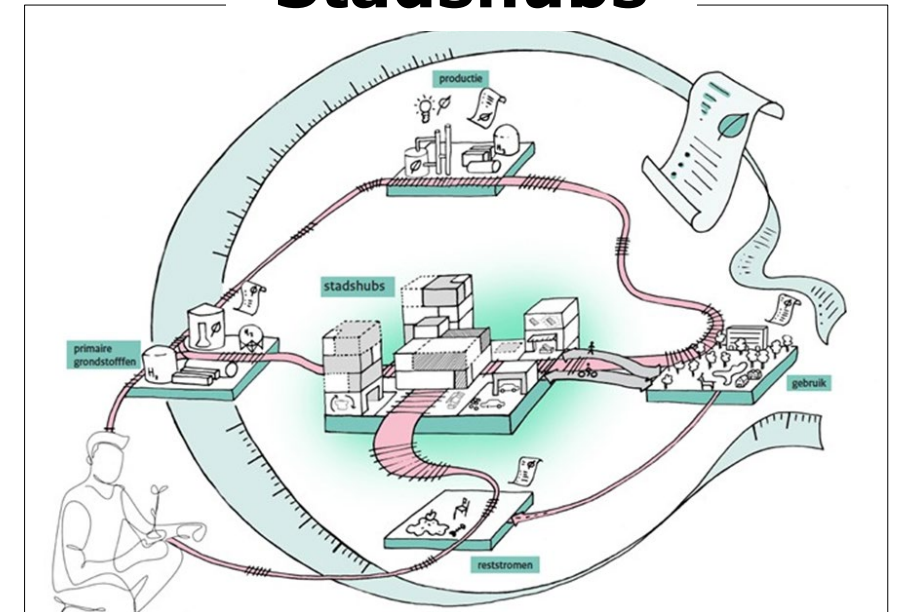 Stadshubs
productie
stadshubs
primaire
grondstofffen
gebruik
reststromen